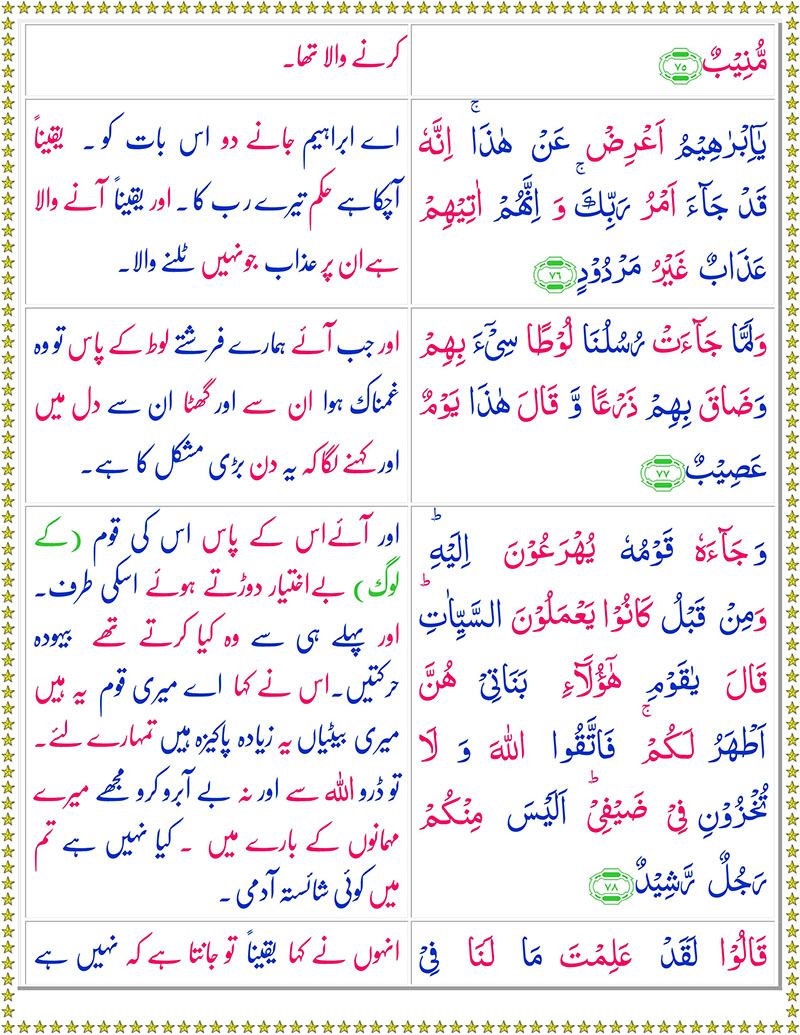 مُّنِیْبٌ ﴿۷۵﴾
کرنے والا تھا۔
یٰۤاِبْرٰهِیْمُ اَعْرِضْ عَنْ هٰذَا ۚ اِنَّهٗ
قَدْ جَآءَ اَمْرُ رَبِّكَ ۚ وَ اِنَّهُمْ اٰتِیْهِمْ
عَذَابٌ غَیْرُ مَرْدُوْدٍ ﴿۷۶﴾
اے ابراہیم جانے دو اس بات کو۔ یقیناً
آچکاہے حکم تیرے رب کا۔ اور یقیناً آنے والا
ہے ان پر عذاب جونہیں ٹلنے والا۔
وَلَمَّا جَآءَتْ رُسُلُنَا لُوْطًا سِیْٓءَ بِهِمْ
وَضَاقَ بِهِمْ ذَرْعًا وَّ قَالَ هٰذَا یَوْمٌ
عَصِیْبٌ ﴿۷۷﴾
اور جب آئے ہمارے فرشتے لوط کے پاس تو وہ
غمناک ہوا ان سے اور گھٹا ان سے دل میں
اور کہنے لگا کہ یہ دن بڑی مشکل کا ہے۔
وَ جَآءَهٗ قَوْمُهٗ یُهْرَعُوْنَ اِلَیْهِ ؕ
وَمِنْ قَبْلُ كَانُوْا یَعْمَلُوْنَ السَّیِّاٰتِ ؕ
قَالَ یٰقَوْمِ هٰۤؤُلَآءِ بَنَاتِیْ هُنَّ
اَطْهَرُ لَكُمْ ۚ فَاتَّقُوا اللّٰهَ وَ لَا
تُخْزُوْنِ فِیْ ضَیْفِیْ ؕ اَلَیْسَ مِنْكُمْ
رَجُلٌ رَّشِیْدٌ ﴿۷۸﴾
اور آئے اس کے پاس اس کی قوم (کے
لوگ) بے اختیار دوڑتے ہوئے اسکی طرف۔
اور پہلے ہی سے وہ کیا کرتے تھے بیہودہ
حرکتیں۔ اس نے کہا اے میری قوم یہ ہیں
میری بیٹیاں یہ زیادہ پاکیزہ ہیں تمہارے لئے۔
تو ڈرو اللہ سے اور نہ بے آبرو کرو مجھے میرے
مہمانوں کے بارے میں ۔ کیا نہیں ہے تم
میں کوئی شائستہ آدمی۔
قَالُوْا لَقَدْ عَلِمْتَ مَا لَنَا فِیْ
انہوں نے کہا یقیناً تو جانتا ہے کہ نہیں ہے